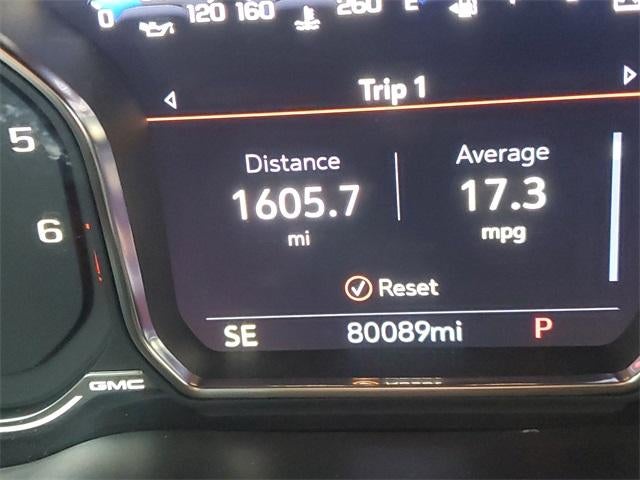 0 120 160 260
Trip 1
5
Distance Average
1605.7 17.3
6
mi mpg
Reset
SE 80089mi P
GMC